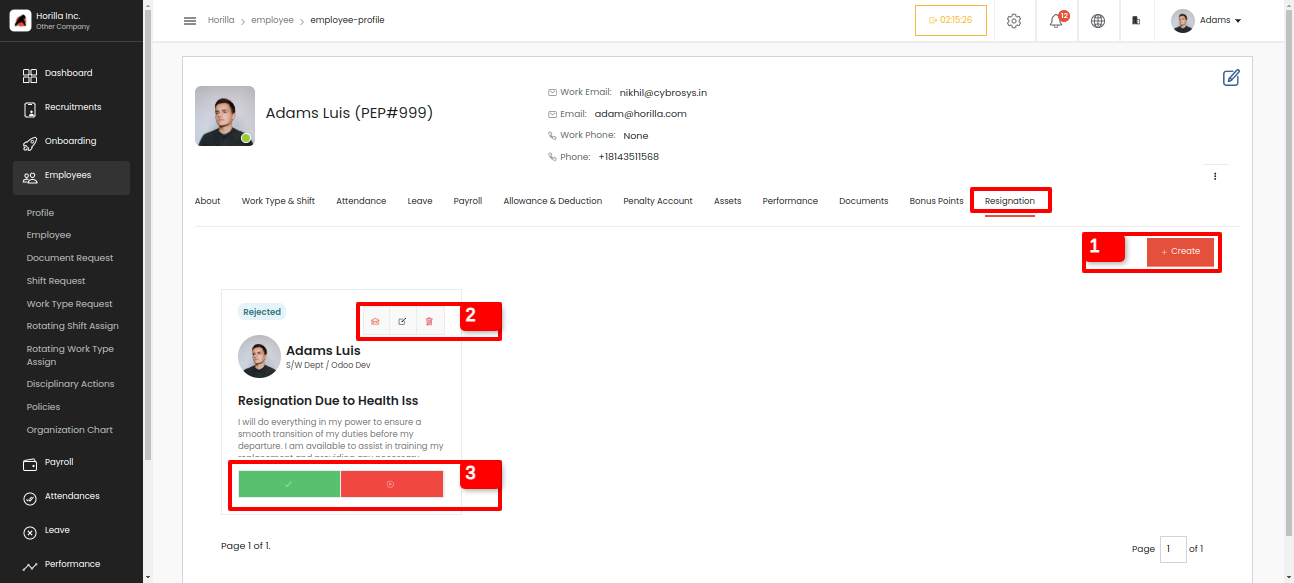 Horilla Inc.
Other Company
Horilla > employee > employee-profile
02:15:26
12
Adams
Dashboard
Recruitments
Onboarding
Employees
Profile
Employee
Document Request
Shift Request
Work Type Request
Rotating Shift Assign
Rotating Work Type
Assign
Disciplinary Actions
Policies
Organization Chart
Payroll
Attendances
Leave
Performance
Adams Luis (PEP#999)
Work Email: nikhil@cybrosys.in
Email: adam@horilla.com
Work Phone: None
Phone: +18143511568
About Work Type & Shift Attendance Leave Payroll Allowance & Deduction Penalty Account Assets Performance Documents Bonus Points Resignation
1
+ Create
Rejected
2
Adams Luis
S/W Dept / Odoo Dev
Resignation Due to Health Iss
I will do everything in my power to ensure a
smooth transition of my duties before my
departure. I am available to assist in training my
replacement and providing any necessary
3
Page 1 of 1.
Page 1 of 1